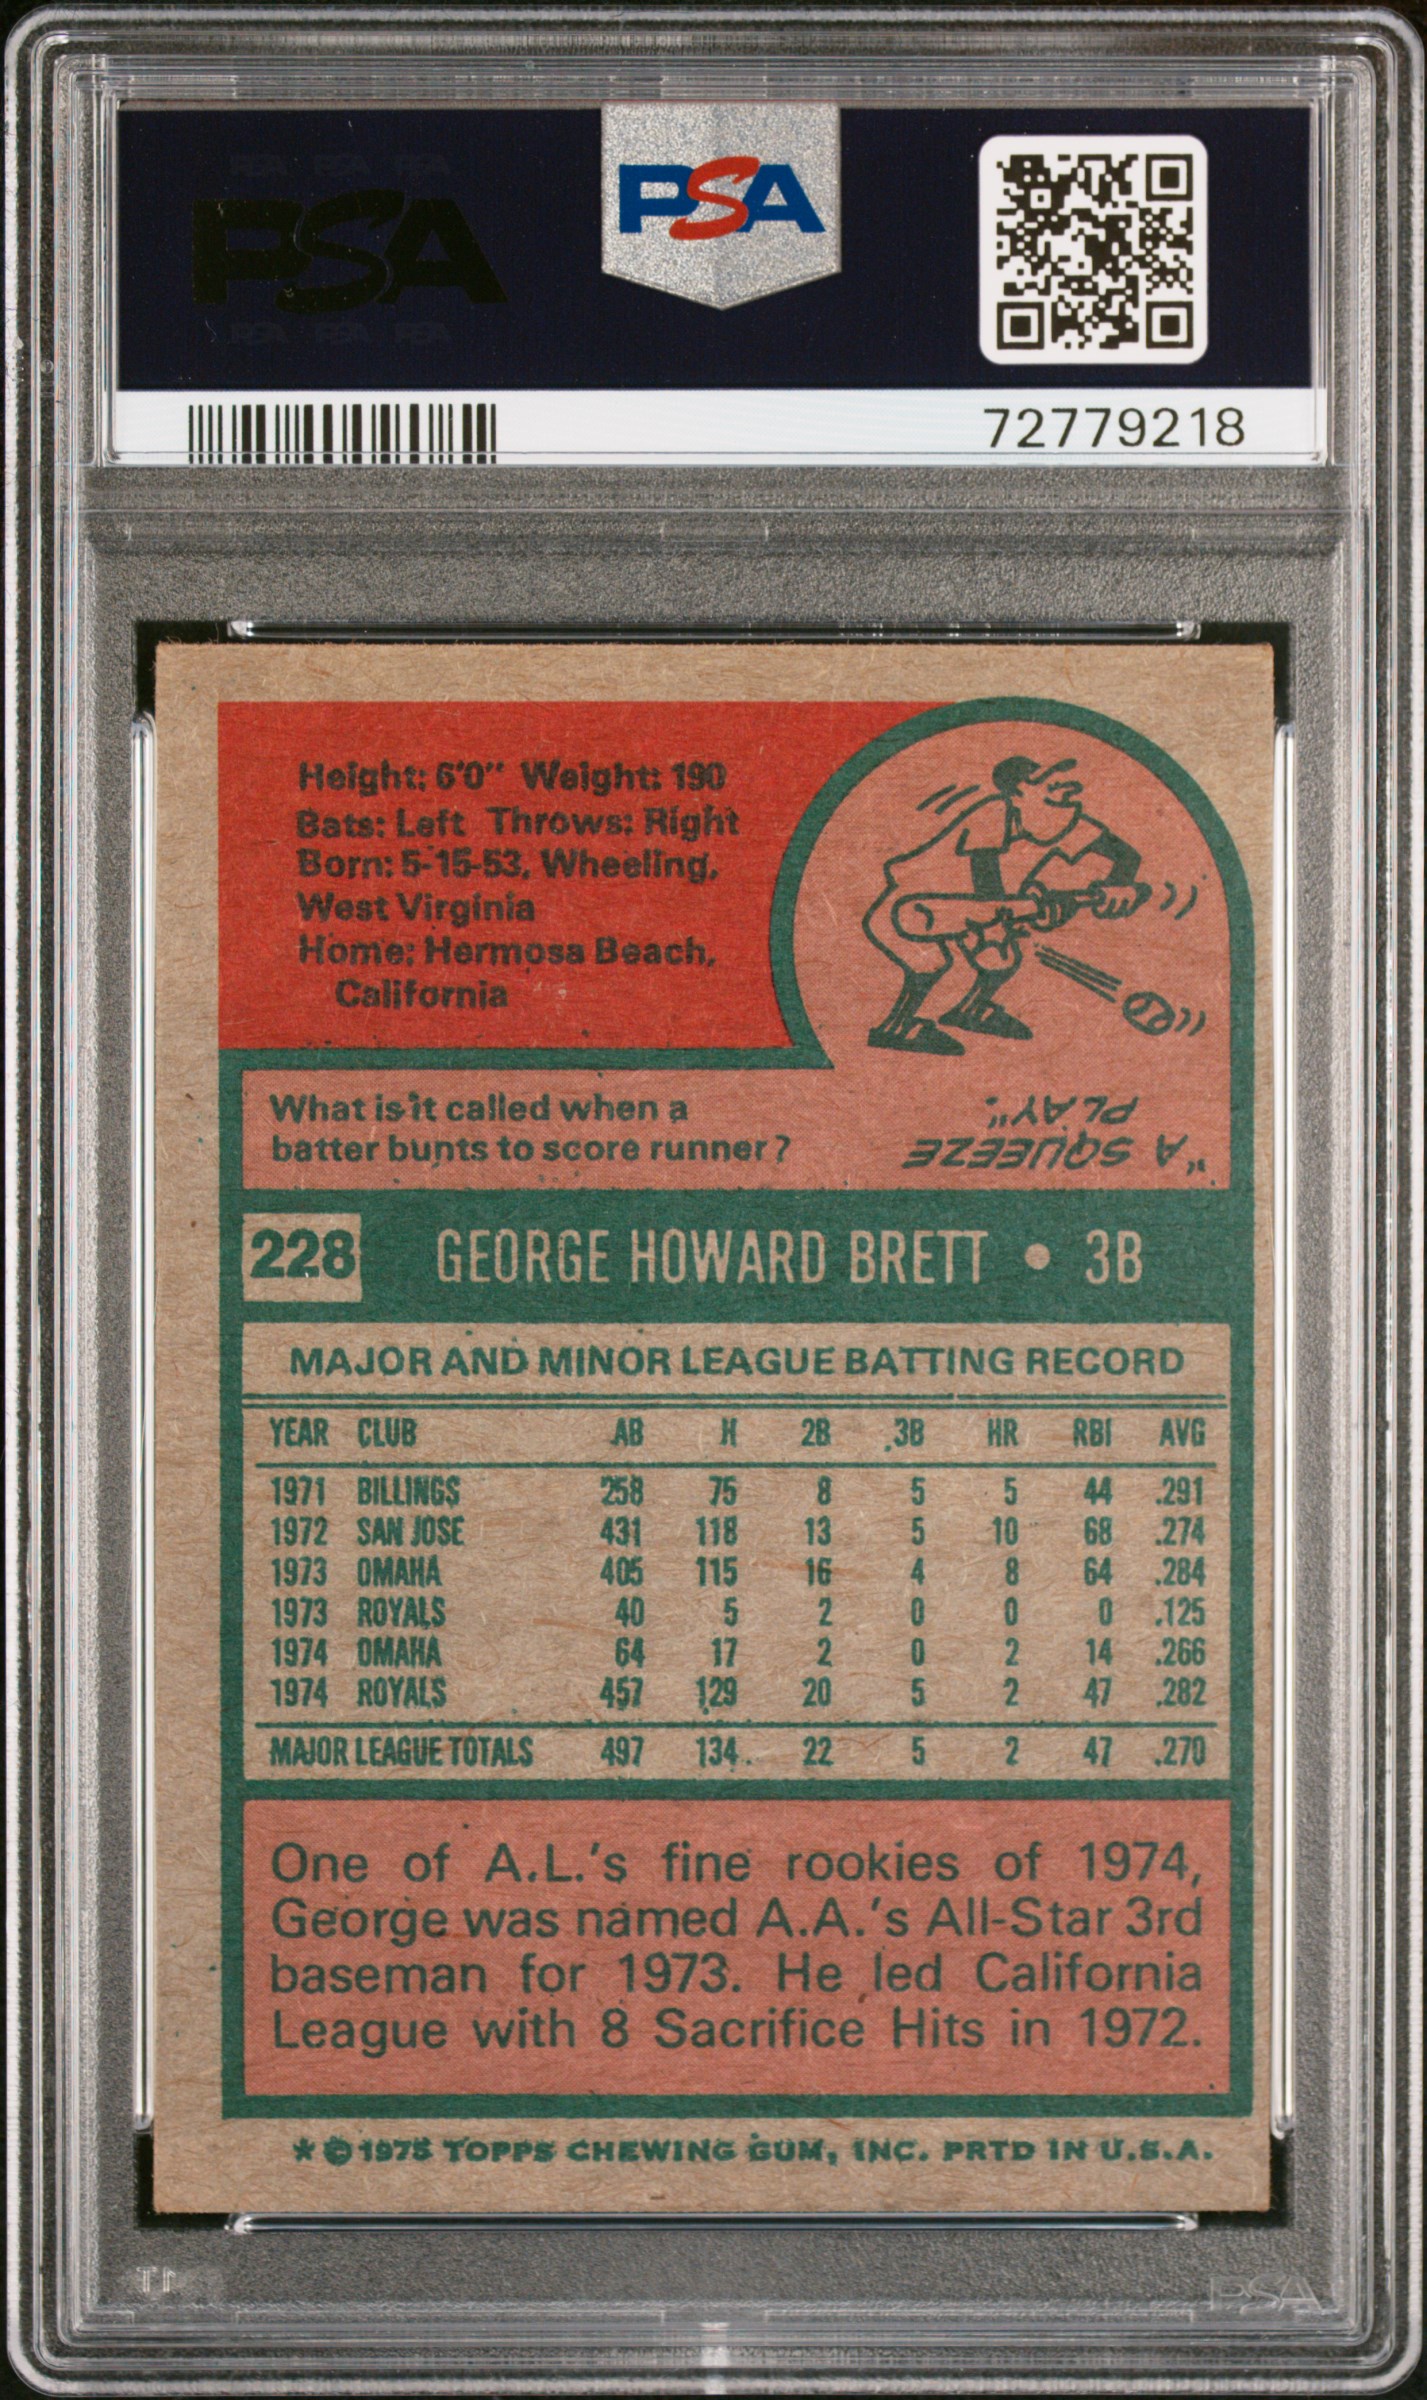 PSA PSA PSA
PSA
PSA PSA PSA
PSA
72779218
Height: 6'0" Weight: 190
Bats: Left Throws: Right
Born: 5-15-53, Wheeling,
West Virginia
Home: Hermosa Beach,
California
What is it called when a
batter bunts to score runner?
"A SQUEEZE
PLAY".
228 GEORGE HOWARD BRETT • 3B
MAJOR AND MINOR LEAGUE BATTING RECORD
YEAR CLUB AB H 2B 3B HR RBI AVG
1971 BILLINGS 258 75 8 5 5 44 .291
1972 SAN JOSE 431 118 13 5 10 68 .274
1973 OMAHA 405 115 16 4 8 64 .284
1973 ROYALS 40 5 2 0 0 0 .125
1974 OMAHA 64 17 2 0 2 14 .266
1974 ROYALS 457 129 20 5 2 47 .282
MAJOR LEAGUE TOTALS 497 134 22 5 2 47 .270
One of A.L.'s fine rookies of 1974,
George was named A.A.'s All-Star 3rd
baseman for 1973. He led California
League with 8 Sacrifice Hits in 1972.
* © 1975 TOPPS CHEWING GUM, INC. PRTD IN U.S.A.
PSA